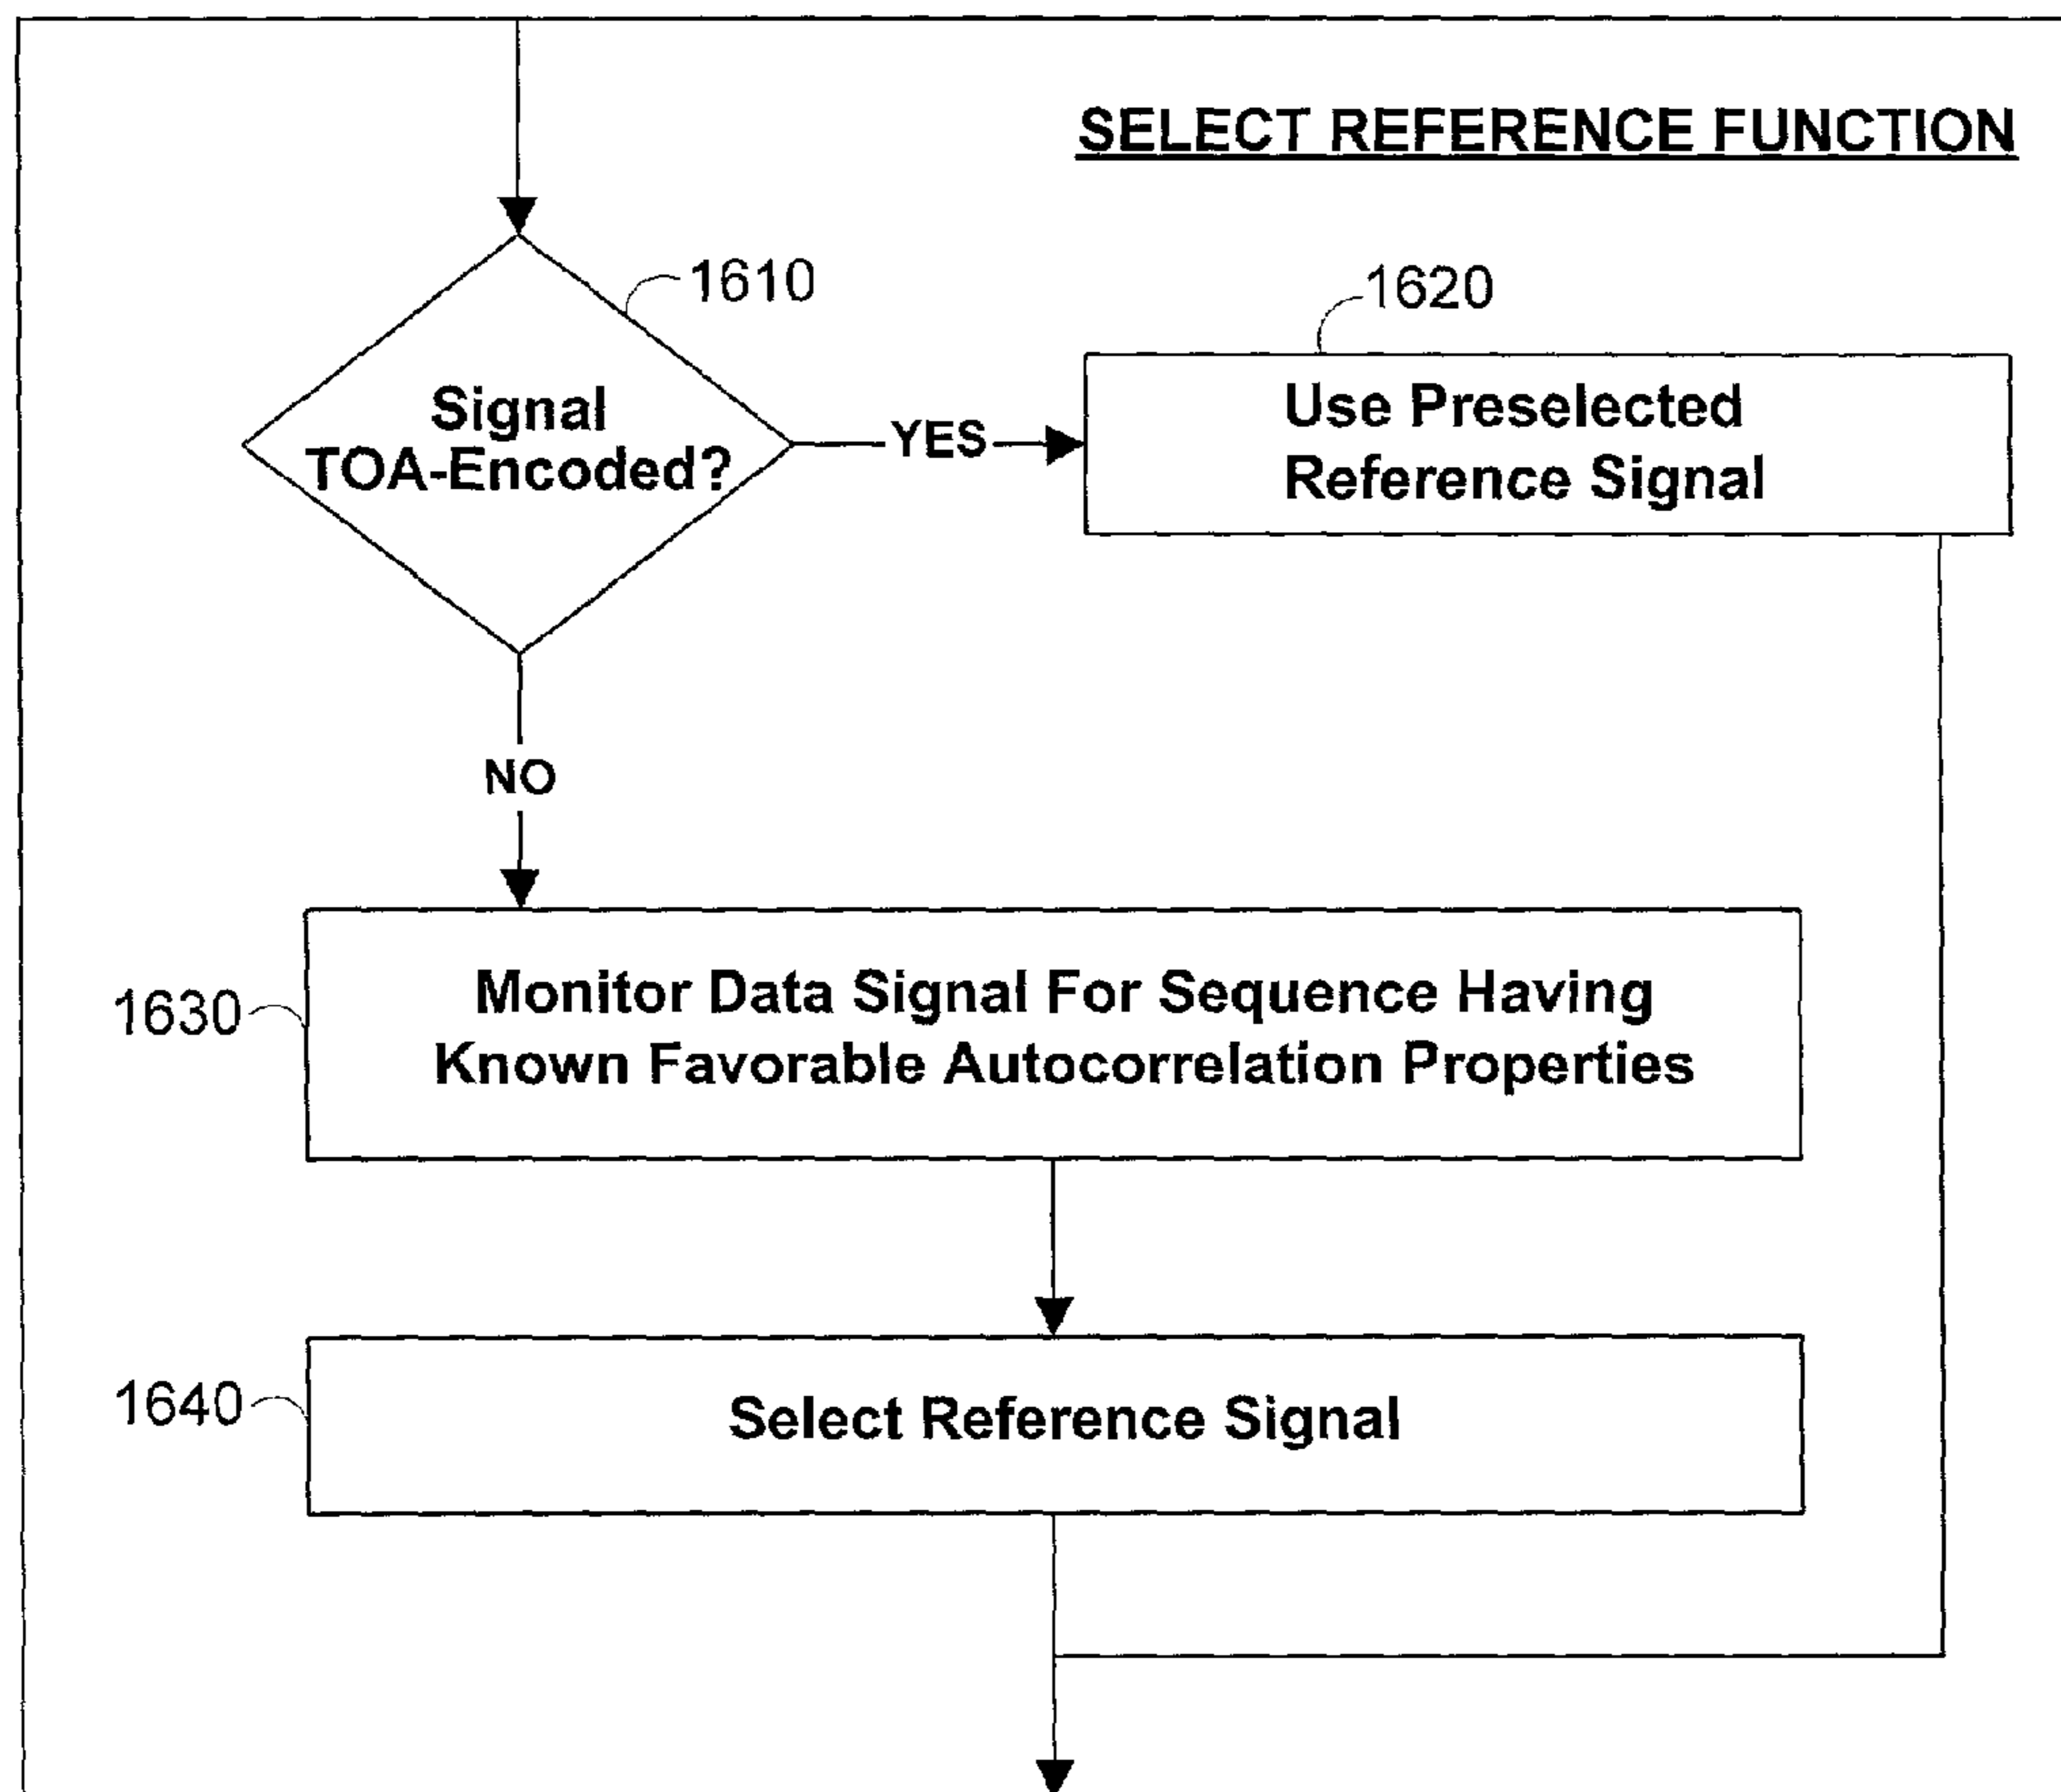 SELECT REFERENCE FUNCTION
1610
1620
Signal
TOA-Encoded?
YES
Use Preselected
Reference Signal
NO
1630
Monitor Data Signal For Sequence Having
Known Favorable Autocorrelation Properties
1640
Select Reference Signal